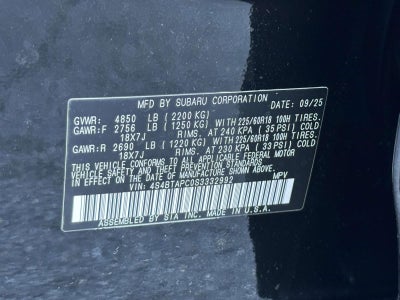 MFD BY SUBARU CORPORATION DATE: 09/25
GVWR: 4850 LB (2200 KG)
GAWR:F 2756 LB (1250 KG) WITH 225/60R18 100H TIRES.
18X7J RIMS. AT 240 KPA (35 PSI) COLD
GAWR:R 2690 LB (1220 KG) WITH 225/60R18 100H TIRES.
18X7J RIMS. AT 230 KPA (33 PSI) COLD
THIS VEHICLE CONFORMS TO ALL APPLICABLE FEDERAL MOTOR
VEHICLE SAFETY AND THEFT PREVENTION STANDARDS IN EFFECT
ON THE DATE OF MANUFACTURE SHOWN ABOVE.
VIN: 4S4BTAPC0S3332992 MPV
ASSEMBLED BY SIA INC. IN U.S.A.